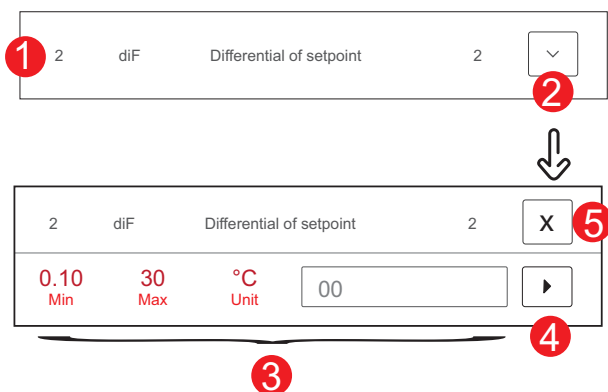 1 2 diF Differential of setpoint 2
2
2 diF Differential of setpoint 2 X 5
0.10 30 °C 00
Min Max Unit
4
3